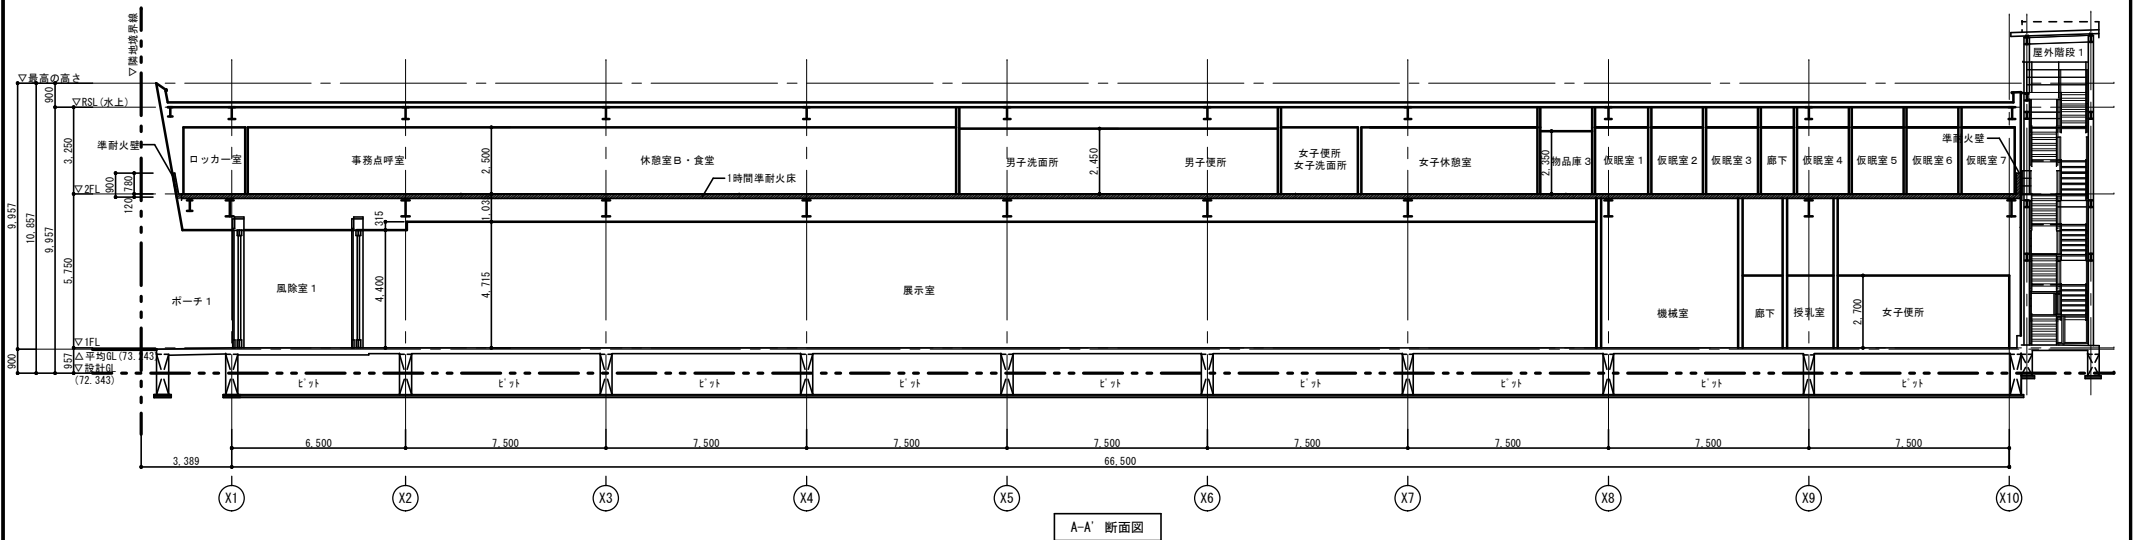 ▽隣地境界線
屋外階段1
▽最高の高さ
900
▽RSL(水上)
3,250
準耐火壁
ロッカー室
事務点呼室
2,500
休憩室B・食堂
男子洗面所
2,450
男子便所
女子便所
女子洗面所
女子休憩室
2,350
物品庫3
仮眠室1
仮眠室2
仮眠室3
廊下
仮眠室4
仮眠室5
仮眠室6
仮眠室7
準耐火壁
1時間準耐火床
900
780
120
▽2FL
9,957
10,857
9,957
5,750
315
4,400
4,715
ポーチ1
風除室1
展示室
機械室
廊下
授乳室
2,700
女子便所
▽1FL
900
957
△平均GL(73.243)
▽設計GL
(72.343)
ピット
ピット
ピット
ピット
ピット
ピット
ピット
ピット
ピット
6,500
7,500
7,500
7,500
7,500
7,500
7,500
7,500
7,500
3,389
66,500
X1
X2
X3
X4
X5
X6
X7
X8
X9
X10
A-A' 断面図